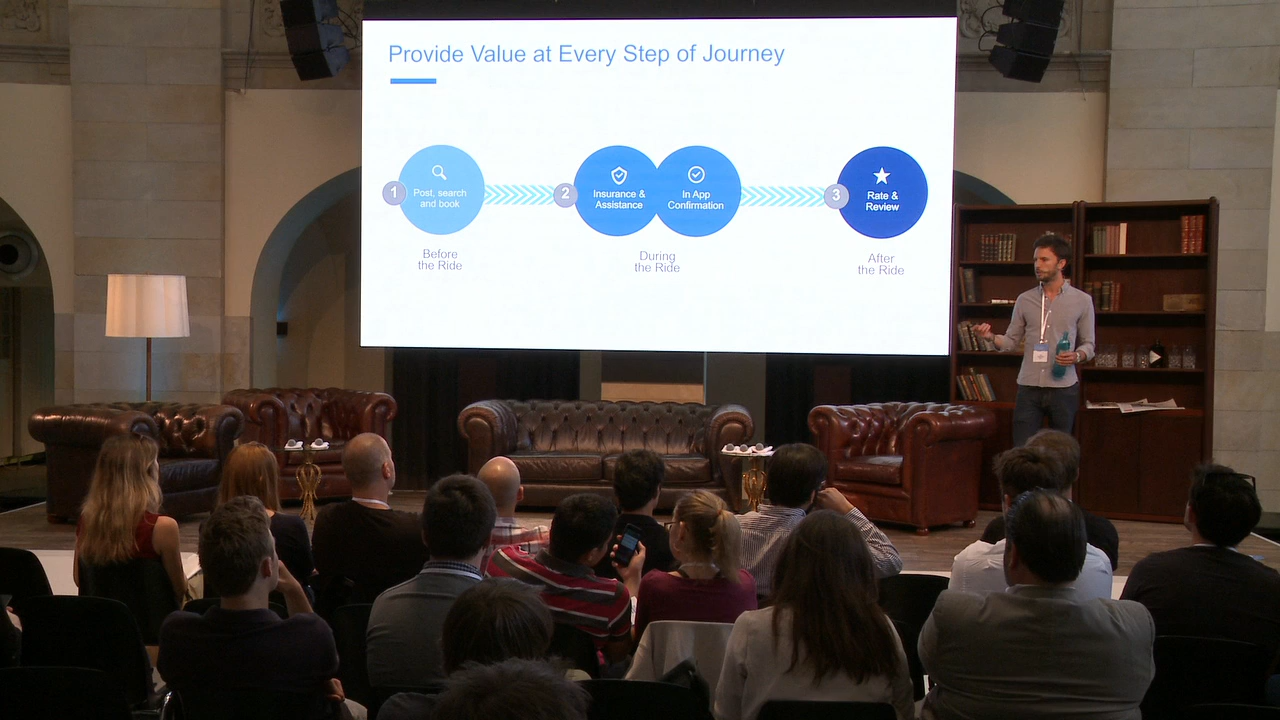 Provide Value at Every Step of Journey
1
Post, search
and book
2
Insurance &
Assistance
In App
Confirmation
3
Rate &
Review
Before
the Ride
During
the Ride
After
the Ride